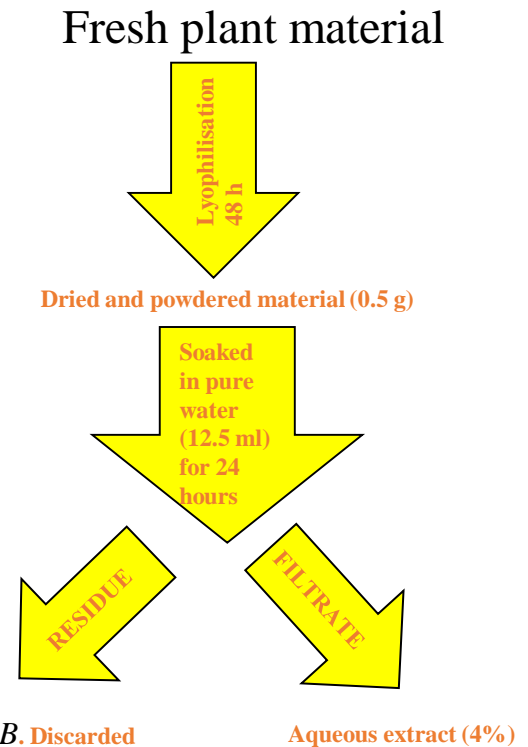 Fresh plant material
Lyophilisation
48 h
Dried and powdered material (0.5 g)
Soaked
in pure
water
(12.5 ml)
for 24
hours
RESIDUE
FILTRATE
B. Discarded
Aqueous extract (4%)